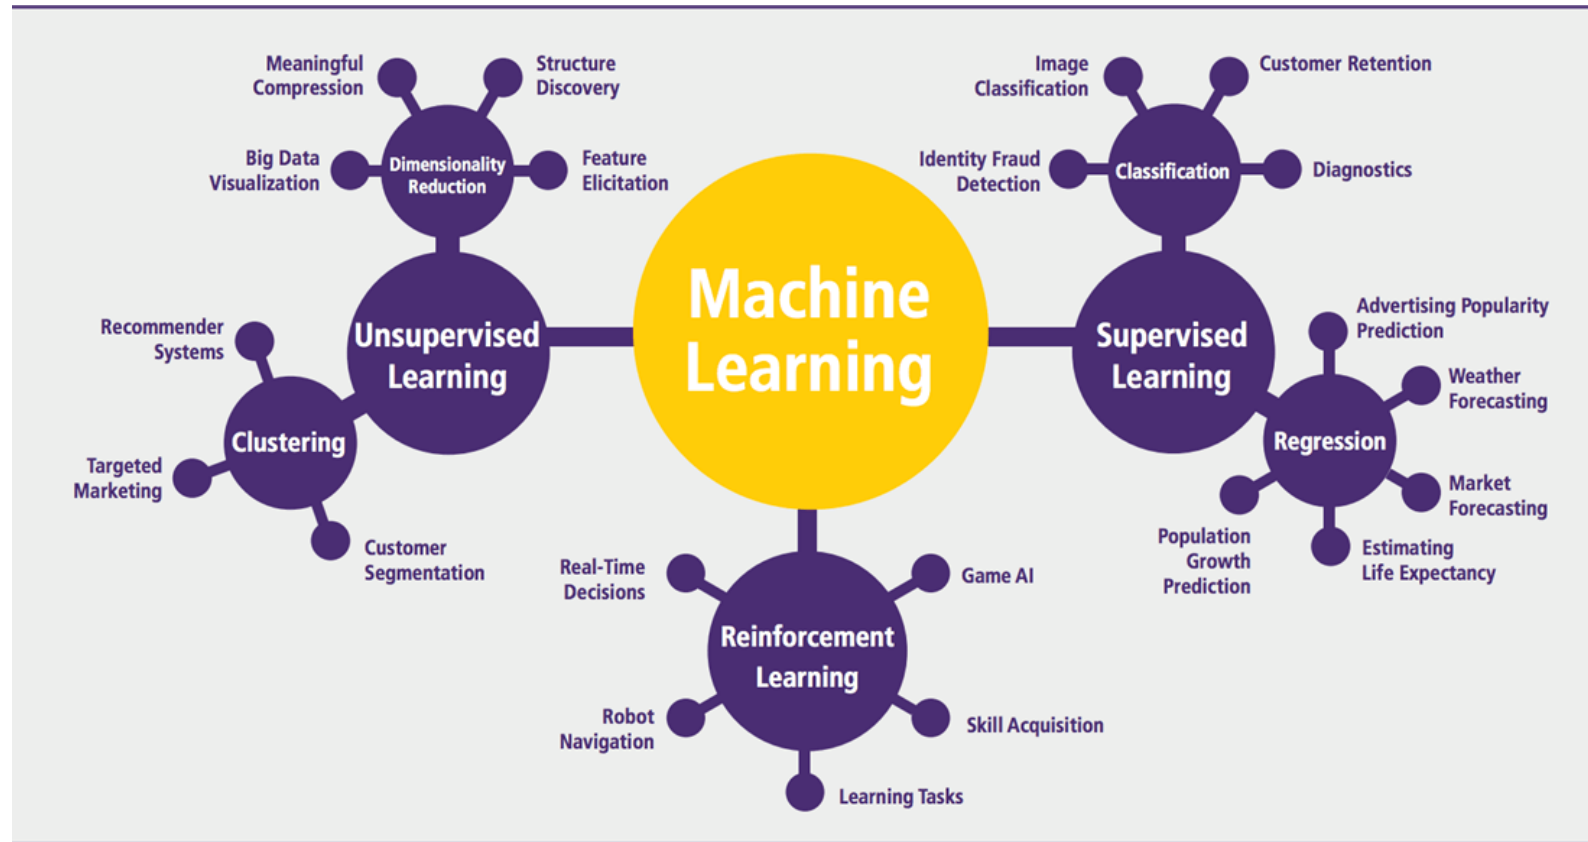 Meaningful
Compression
Structure
Discovery
Big Data
Visualization
Dimensionality
Reduction
Feature
Elicitation
Unsupervised
Learning
Recommender
Systems
Clustering
Targeted
Marketing
Customer
Segmentation
Machine
Learning
Image
Classification
Customer Retention
Identity Fraud
Detection
Classification
Diagnostics
Supervised
Learning
Advertising Popularity
Prediction
Weather
Forecasting
Regression
Market
Forecasting
Population
Growth
Prediction
Estimating
Life Expectancy
Real-Time
Decisions
Game AI
Reinforcement
Learning
Robot
Navigation
Skill Acquisition
Learning Tasks